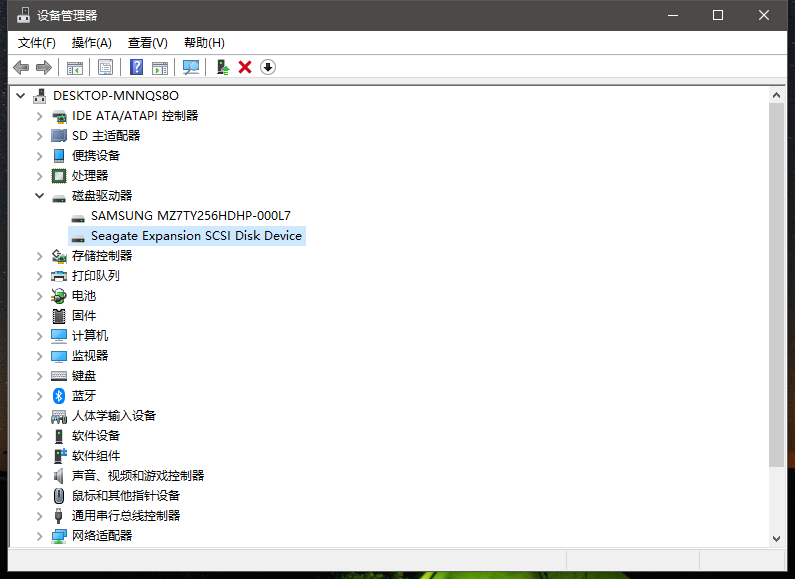 设备管理器
文件(F) 操作(A) 查看(V) 帮助(H)
DESKTOP-MNNQS8O
IDE ATA/ATAPI 控制器
SD 主适配器
便携设备
处理器
磁盘驱动器
SAMSUNG MZ7TY256HDHP-000L7
Seagate Expansion SCSI Disk Device
存储控制器
打印队列
电池
固件
计算机
监视器
键盘
蓝牙
人体学输入设备
软件设备
软件组件
声音、视频和游戏控制器
鼠标和其他指针设备
通用串行总线控制器
网络适配器